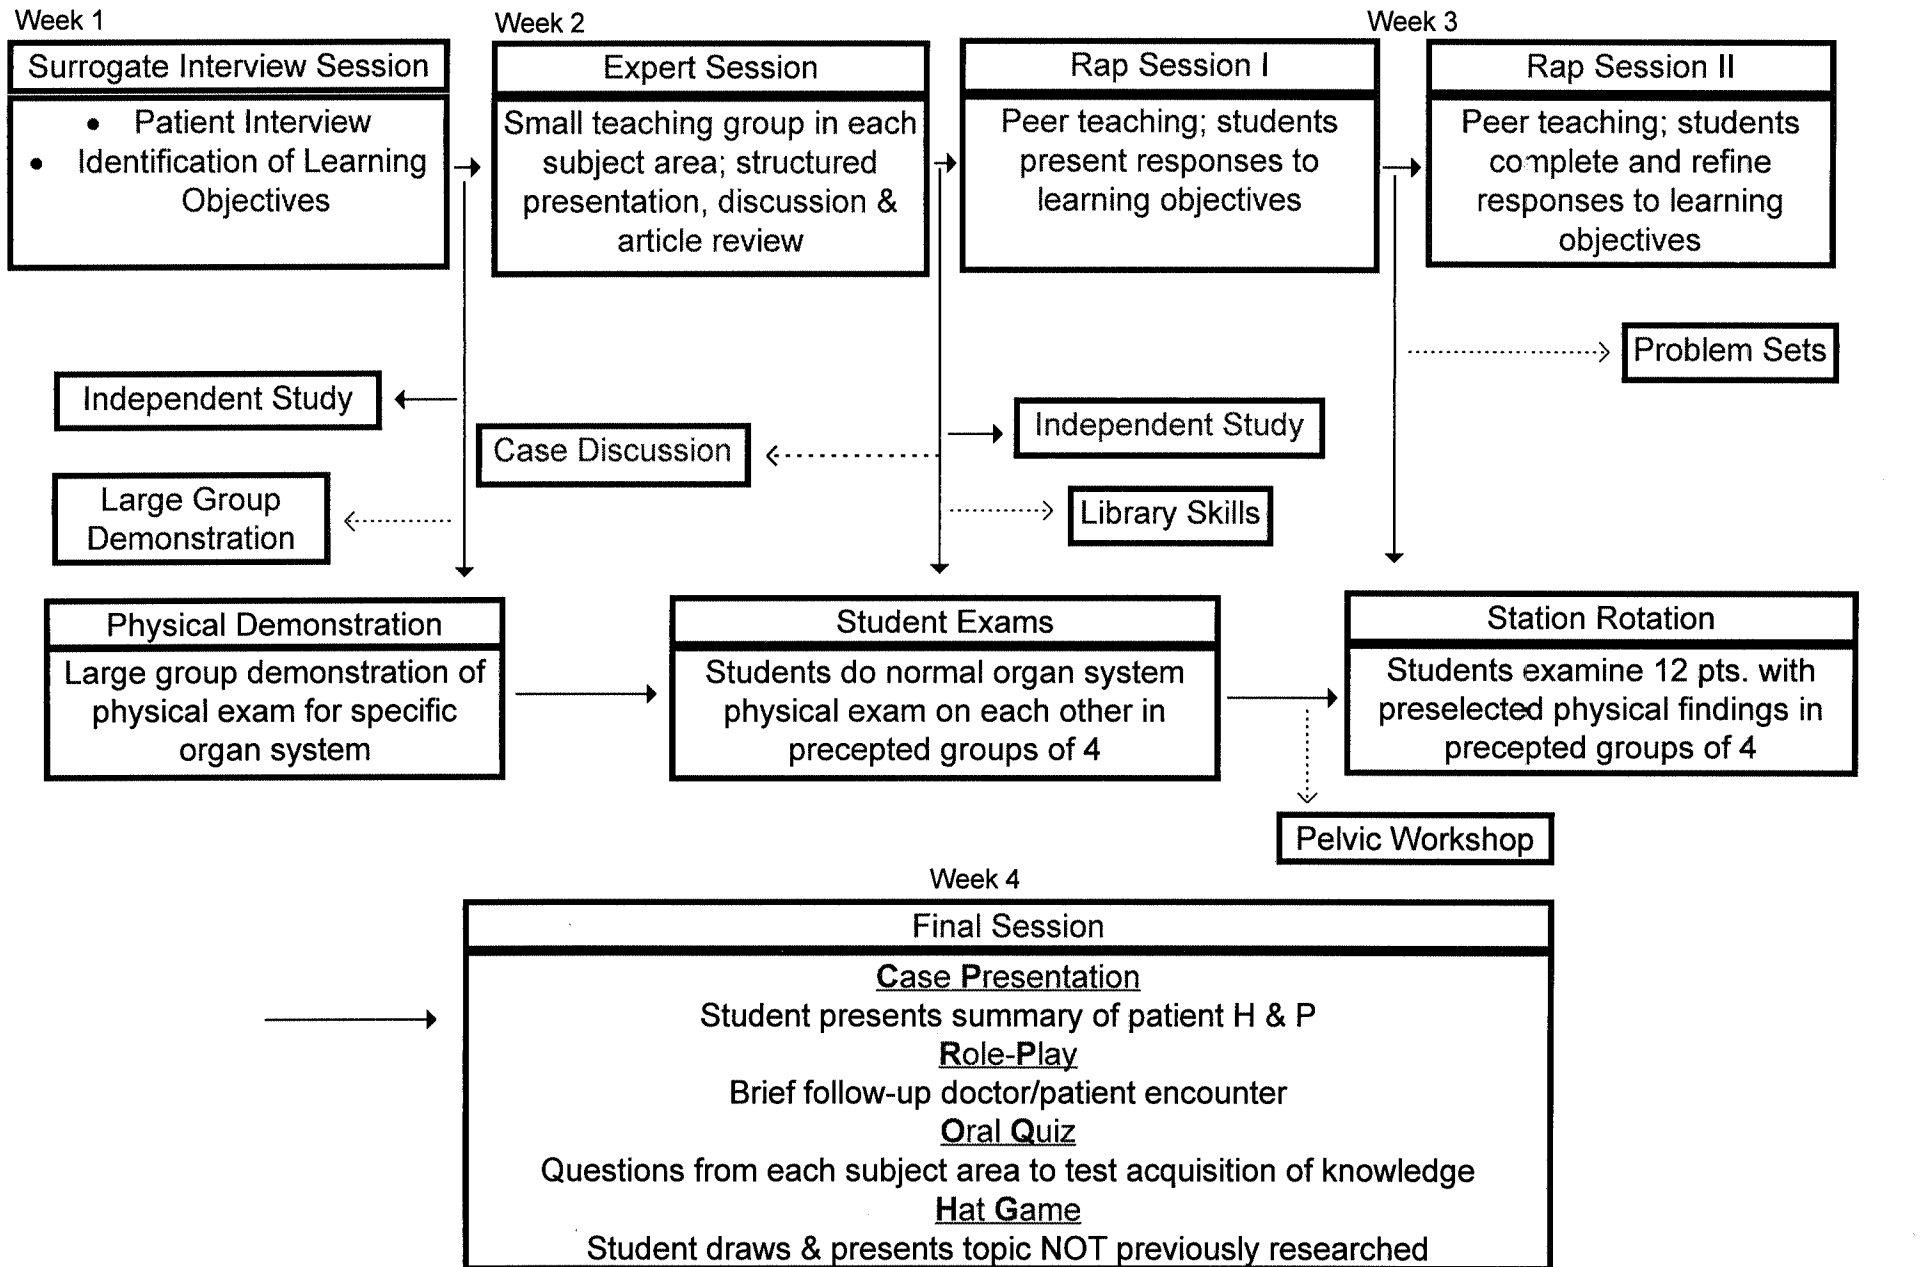 Week 1
Surrogate Interview Session
• Patient Interview
• Identification of Learning
Objectives
Week 2
Expert Session
Small teaching group in each
subject area; structured
presentation, discussion &
article review
Rap Session I
Peer teaching; students
present responses to
learning objectives
Week 3
Rap Session II
Peer teaching; students
complete and refine
responses to learning
objectives
Independent Study
Large Group
Demonstration
Case Discussion
Independent Study
Library Skills
Problem Sets
Physical Demonstration
Large group demonstration of
physical exam for specific
organ system
Student Exams
Students do normal organ system
physical exam on each other in
precepted groups of 4
Station Rotation
Students examine 12 pts. with
preselected physical findings in
precepted groups of 4
Pelvic Workshop
Week 4
Final Session
Case Presentation
Student presents summary of patient H & P
Role-Play
Brief follow-up doctor/patient encounter
Oral Quiz
Questions from each subject area to test acquisition of knowledge
Hat Game
Student draws & presents topic NOT previously researched